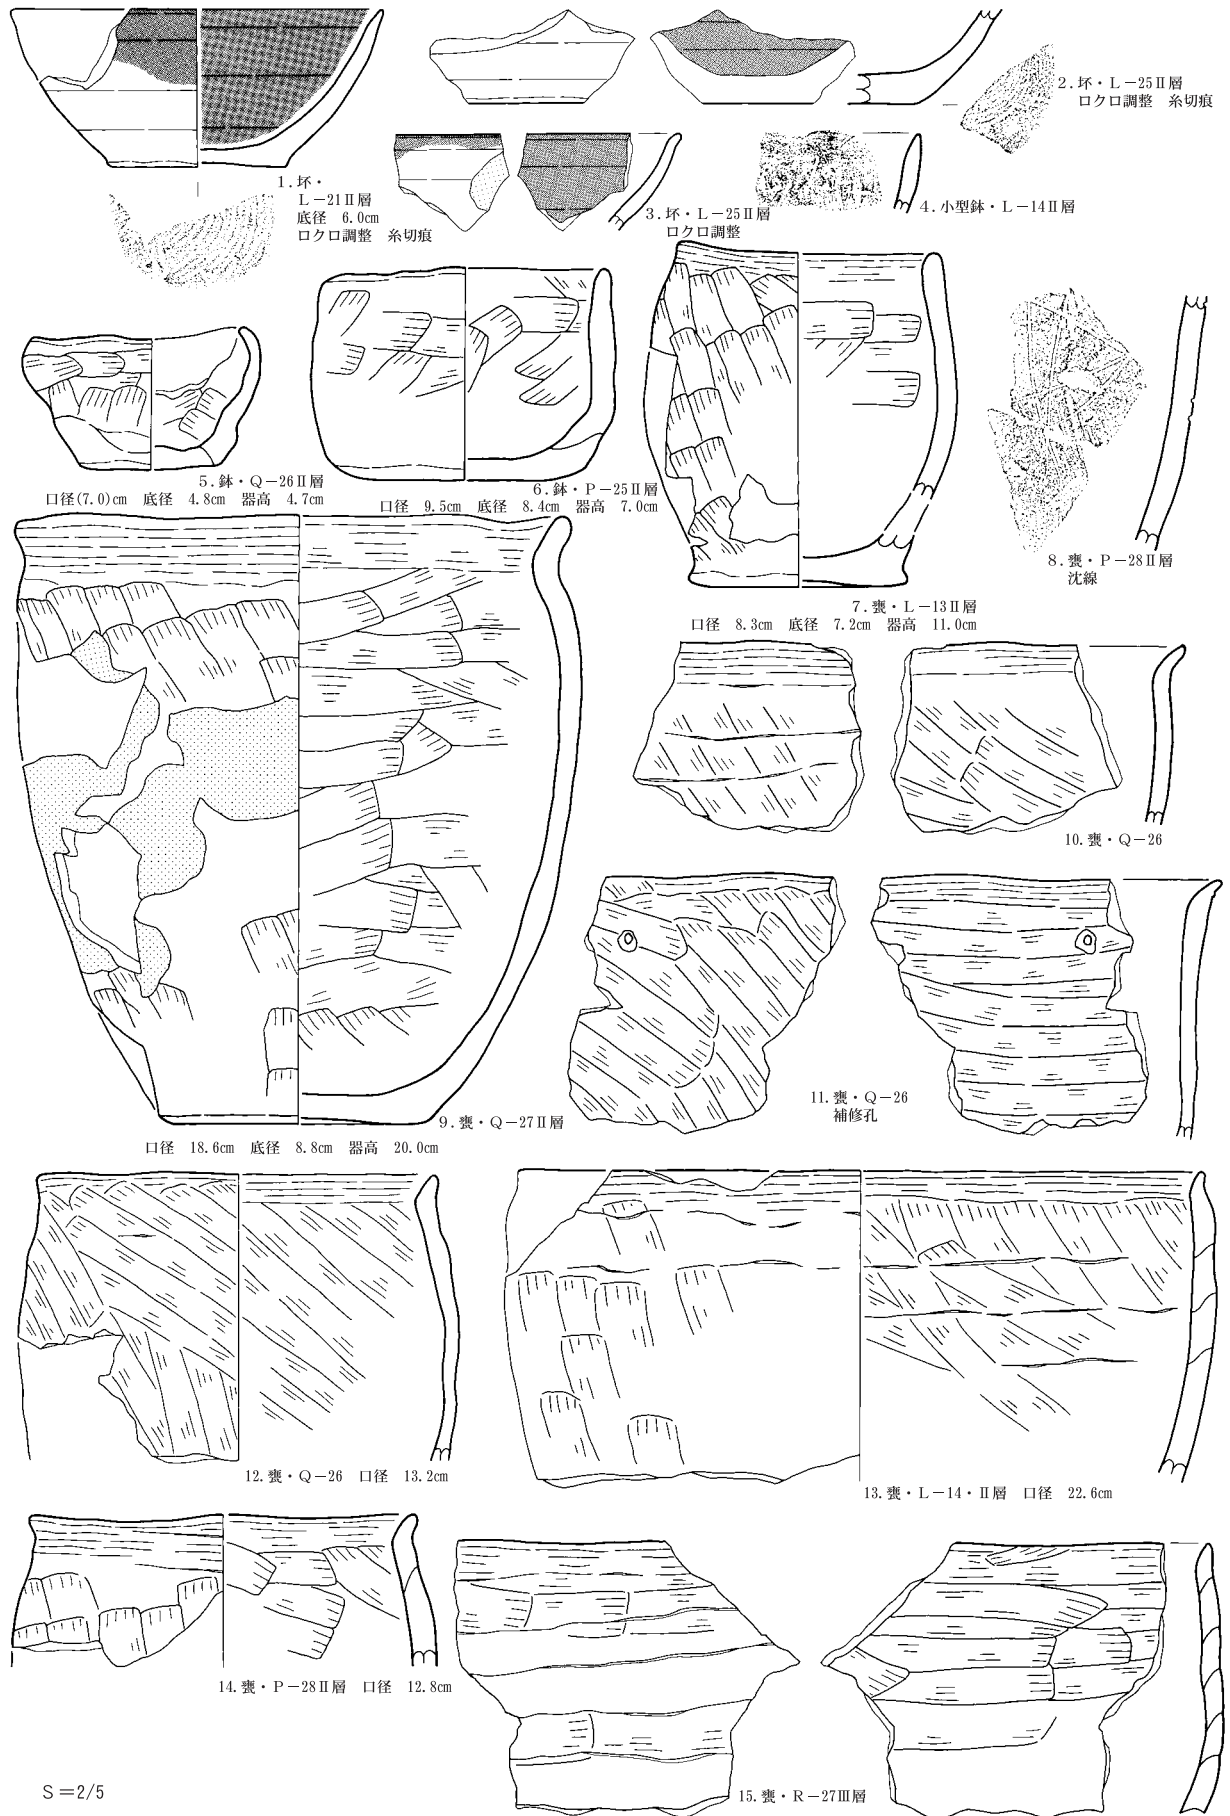 1.坏・
L－21Ⅱ層
底径 6.0cm
ロクロ調整 糸切痕
2.坏・L－25Ⅱ層
ロクロ調整 糸切痕
3.坏・L－25Ⅱ層
ロクロ調整
4.小型鉢・L－14Ⅱ層
5.鉢・Q－26Ⅱ層
口径(7.0)cm 底径 4.8cm 器高 4.7cm
6.鉢・P－25Ⅱ層
口径 9.5cm 底径 8.4cm 器高 7.0cm
7.甕・L－13Ⅱ層
口径 8.3cm 底径 7.2cm 器高 11.0cm
8.甕・P－28Ⅱ層
沈線
9.甕・Q－27Ⅱ層
口径 18.6cm 底径 8.8cm 器高 20.0cm
10.甕・Q－26
11.甕・Q－26
補修孔
12.甕・Q－26 口径 13.2cm
13.甕・L－14・Ⅱ層 口径 22.6cm
14.甕・P－28Ⅱ層 口径 12.8cm
15.甕・R－27Ⅲ層
S＝2/5